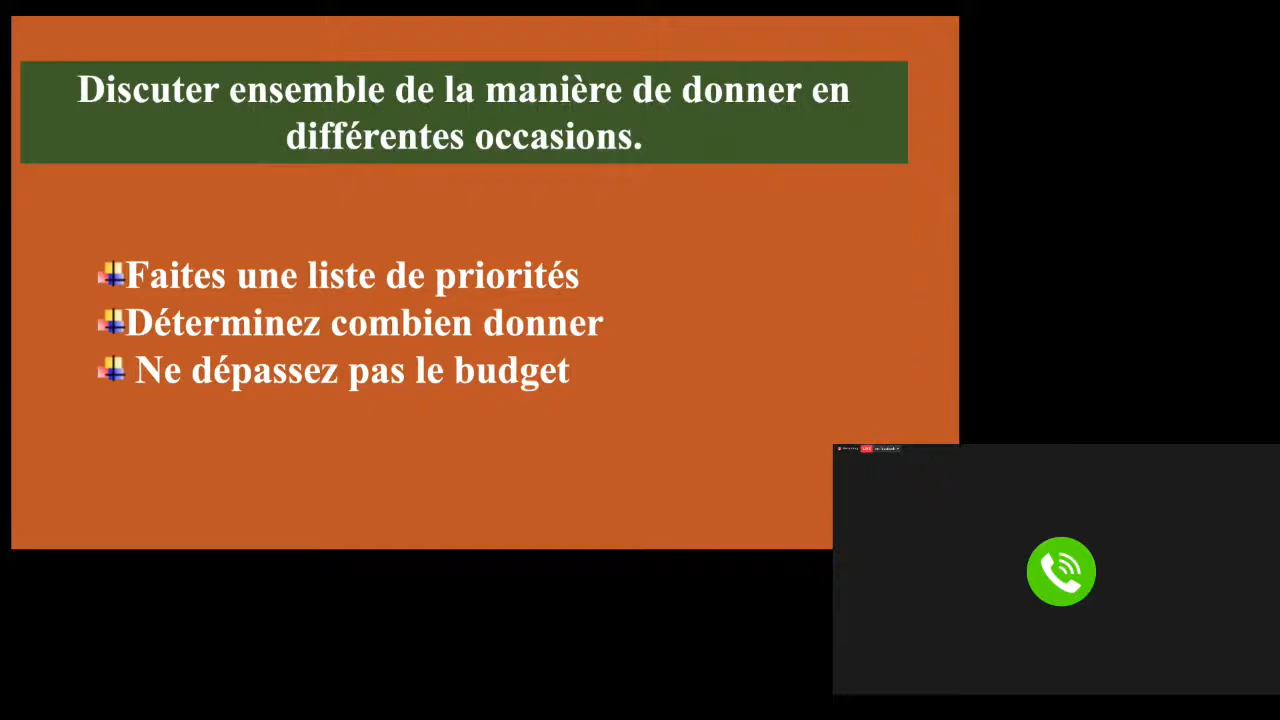 Discuter ensemble de la manière de donner en
différentes occasions.
Faites une liste de priorités
Déterminez combien donner
Ne dépassez pas le budget
LIVE